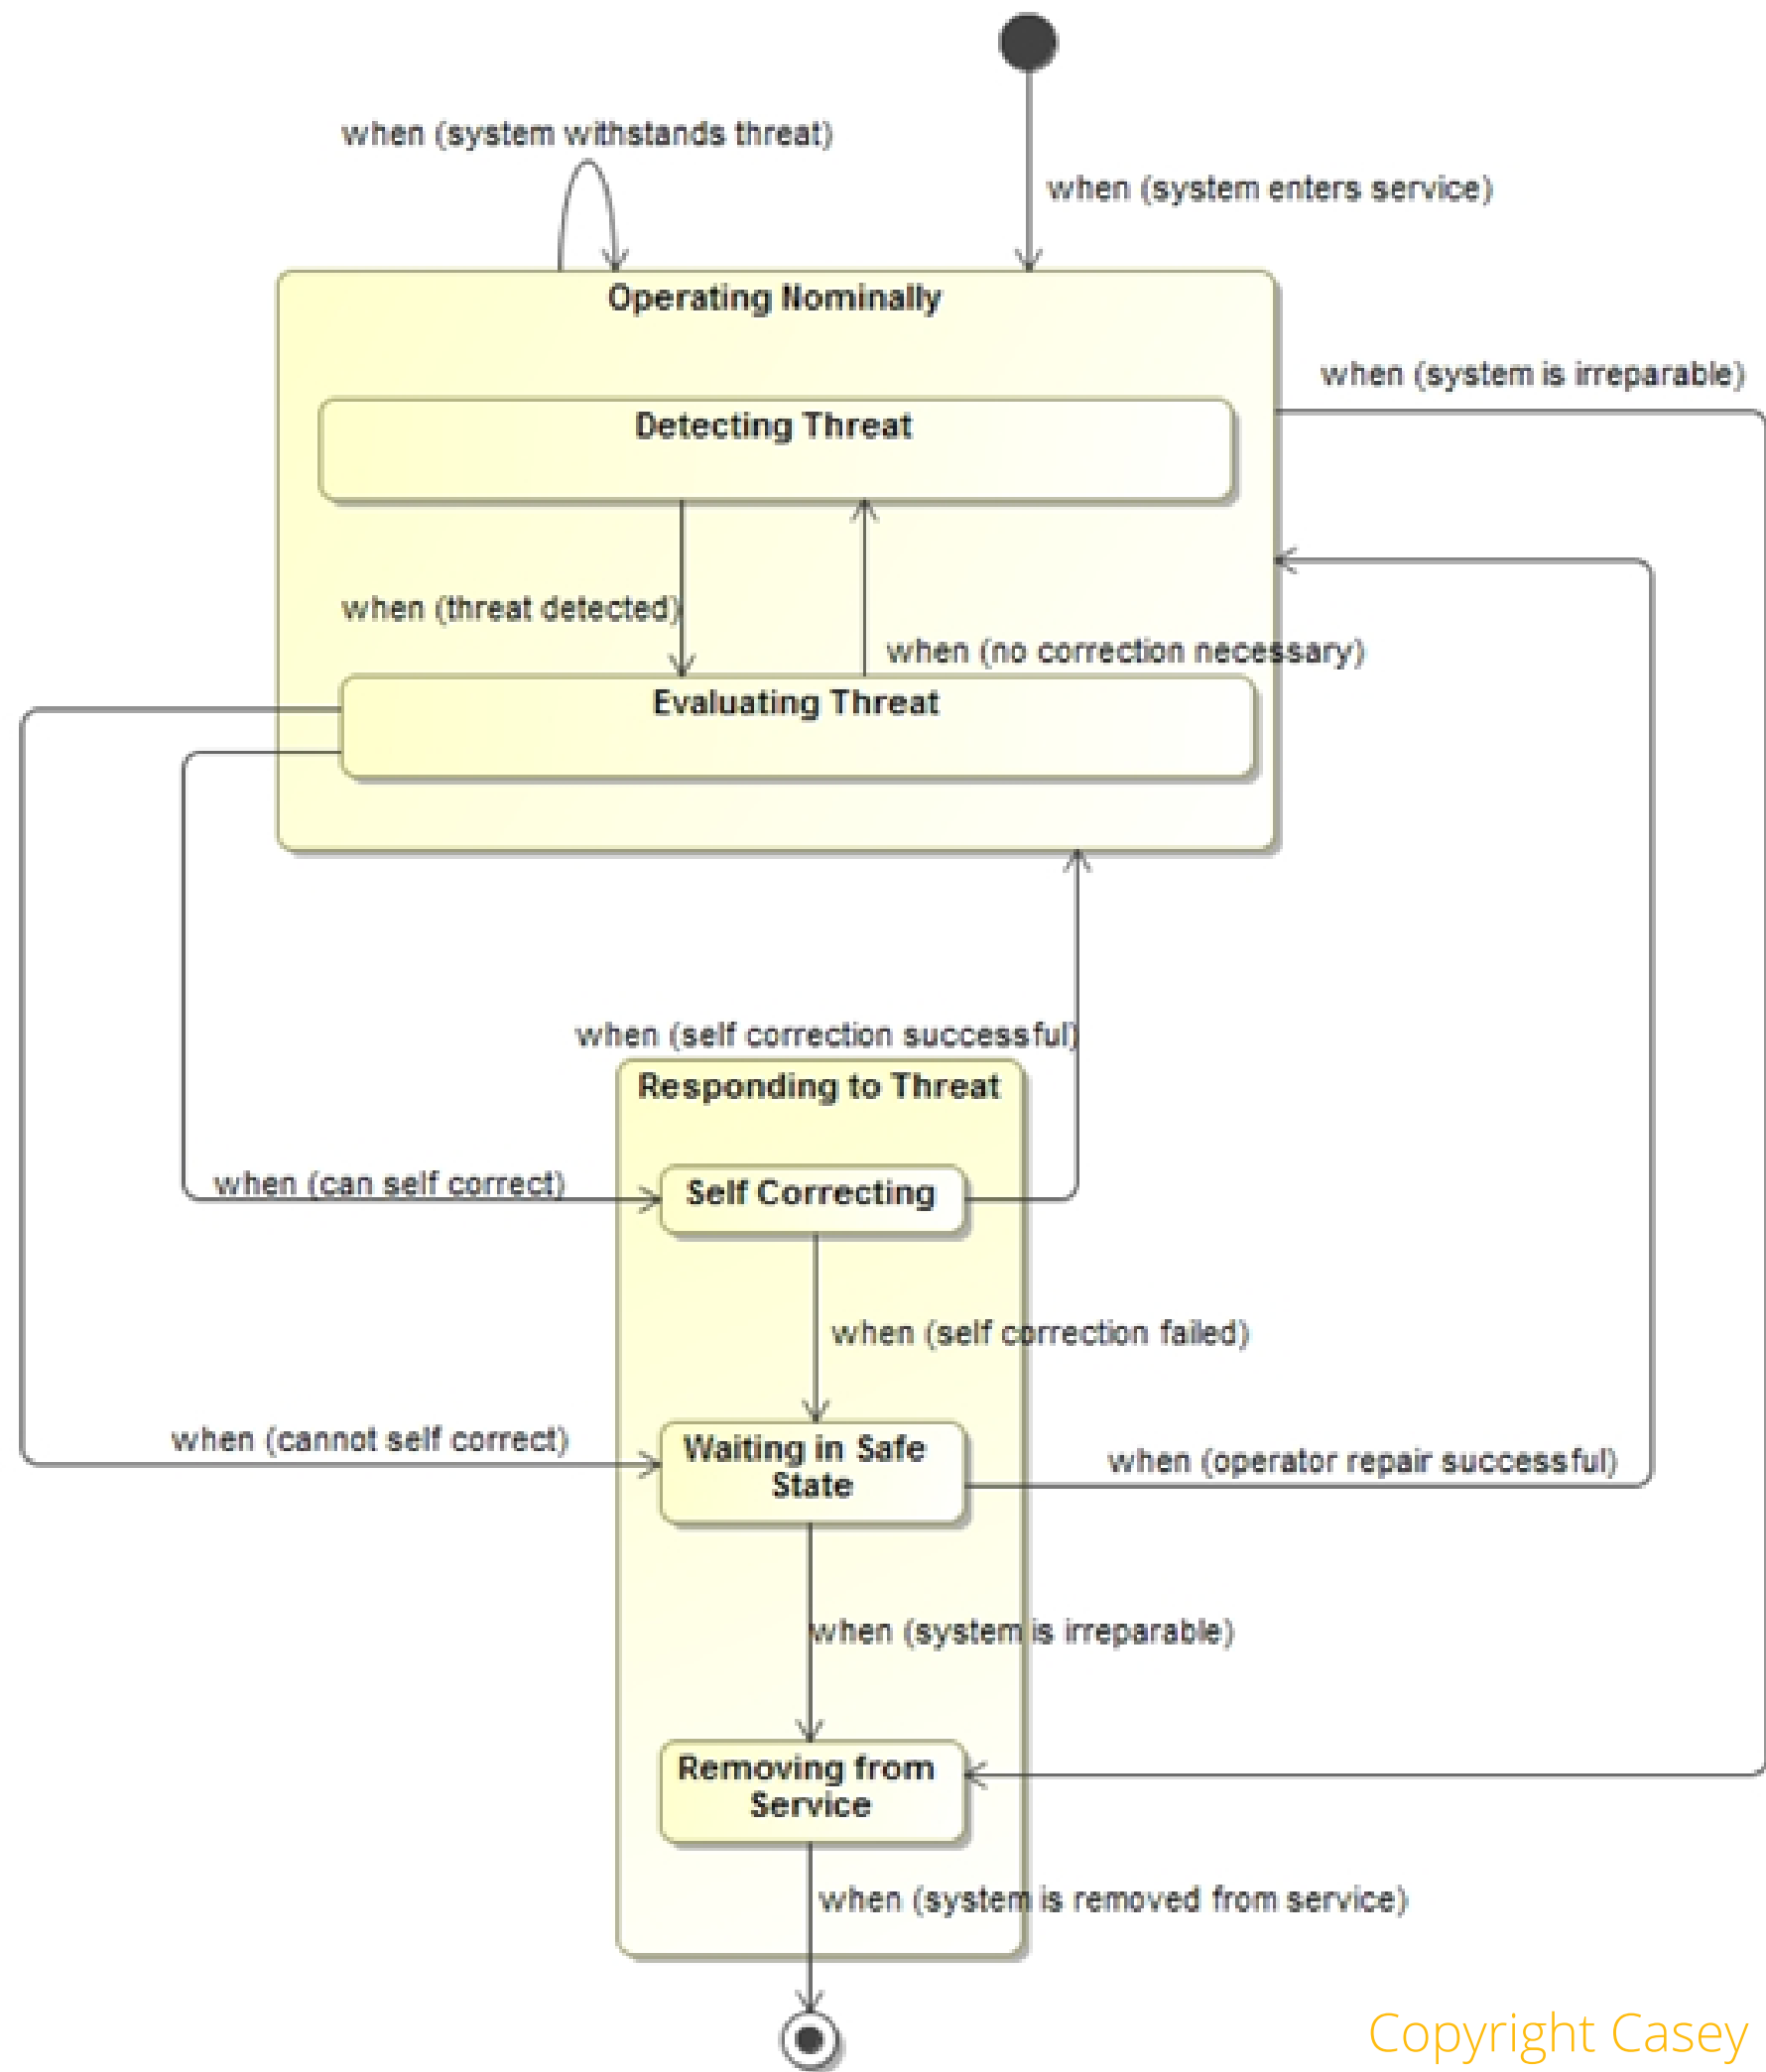 when (system withstands threat)
when (system enters service)
Operating Nominally
when (system is irreparable)
Detecting Threat
when (threat detected)
when (no correction necessary)
Evaluating Threat
when (self correction successful)
Responding to Threat
when (can self correct)
Self Correcting
when (self correction failed)
when (cannot self correct)
Waiting in Safe
State
when (operator repair successful)
when (system is irreparable)
Removing from
Service
when (system is removed from service)
Copyright Casey